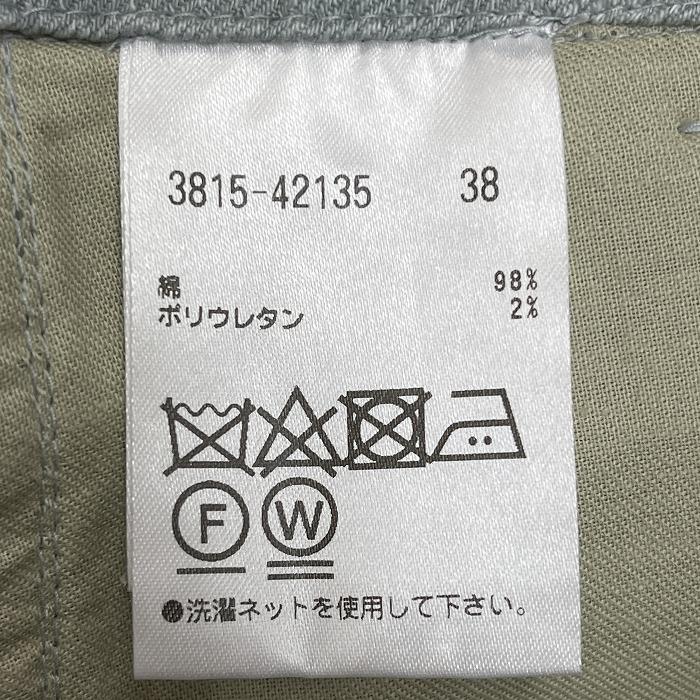 3815-42135 38
綿 98%
ポリウレタン 2%
F W
●洗濯ネットを使用して下さい。